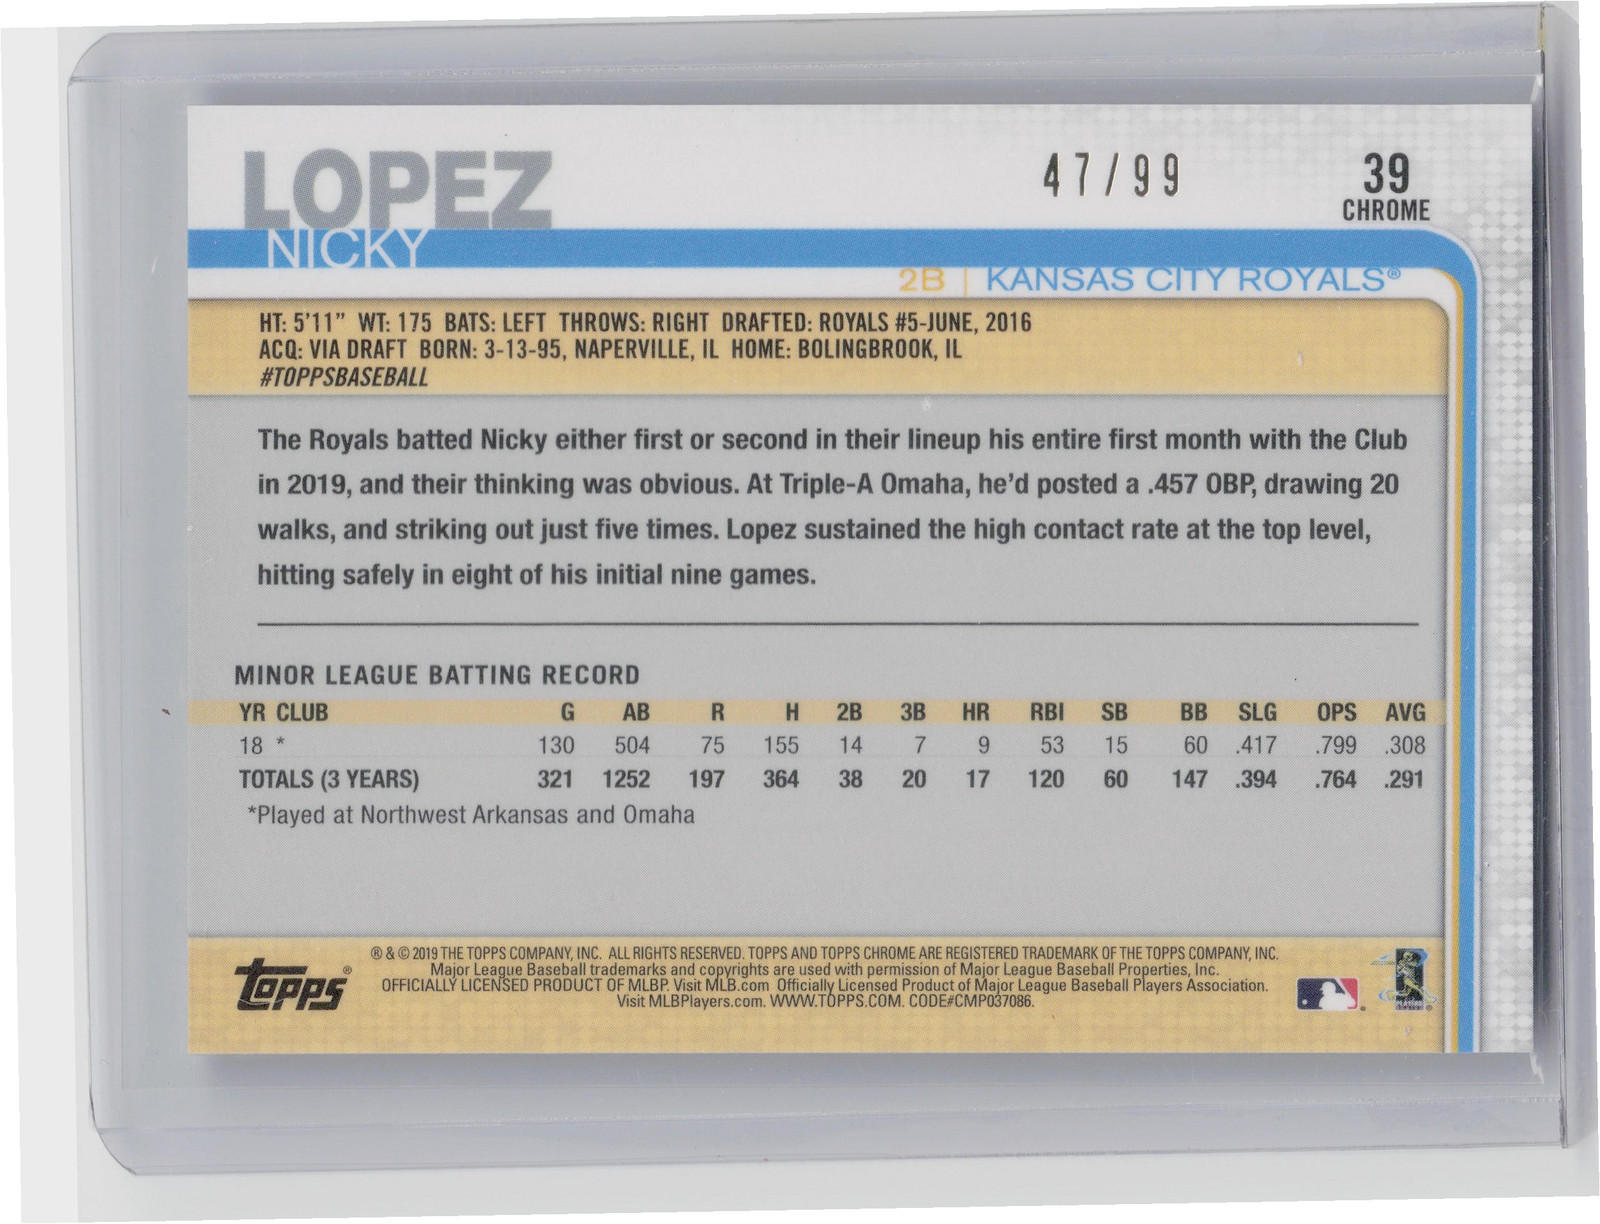 LOPEZ
47/99
39
CHROME
NICKY
2B | KANSAS CITY ROYALS®
HT: 5'11" WT: 175 BATS: LEFT THROWS: RIGHT DRAFTED: ROYALS #5-JUNE, 2016
ACQ: VIA DRAFT BORN: 3-13-95, NAPERVILLE, IL HOME: BOLINGBROOK, IL
#TOPPSBASEBALL
The Royals batted Nicky either first or second in their lineup his entire first month with the Club
in 2019, and their thinking was obvious. At Triple-A Omaha, he'd posted a .457 OBP, drawing 20
walks, and striking out just five times. Lopez sustained the high contact rate at the top level,
hitting safely in eight of his initial nine games.
MINOR LEAGUE BATTING RECORD
YR CLUB G AB R H 2B 3B HR RBI SB BB SLG OPS AVG
18 * 130 504 75 155 14 7 9 53 15 60 .417 .799 .308
TOTALS (3 YEARS) 321 1252 197 364 38 20 17 120 60 147 .394 .764 .291
*Played at Northwest Arkansas and Omaha
Topps®
® & © 2019 THE TOPPS COMPANY, INC. ALL RIGHTS RESERVED. TOPPS AND TOPPS CHROME ARE REGISTERED TRADEMARK OF THE TOPPS COMPANY, INC.
Major League Baseball trademarks and copyrights are used with permission of Major League Baseball Properties, Inc.
OFFICIALLY LICENSED PRODUCT OF MLBP. Visit MLB.com Officially Licensed Product of Major League Baseball Players Association.
Visit MLBPlayers.com. WWW.TOPPS.COM. CODE#CMP037086.